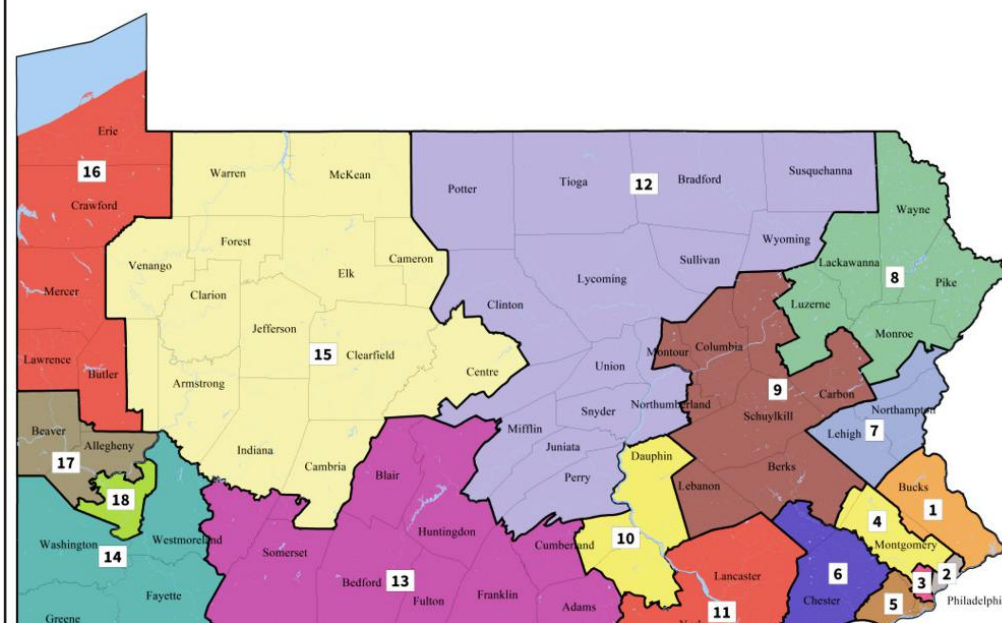 Erie
16
Crawford
Warren
McKean
Potter
Tioga
12
Bradford
Susquehanna
Wayne
Forest
Venango
Elk
Cameron
Clarion
Mercer
Wyoming
Sullivan
Lycoming
Lackawanna
8
Pike
Luzerne
Clinton
Monroe
Jefferson
15
Clearfield
Lawrence
Butler
Centre
Armstrong
Montour
Columbia
Union
9
Carbon
Northumberland
Snyder
Schuylkill
Northampton
Lehigh
7
Beaver
Allegheny
17
Mifflin
Juniata
Perry
Indiana
Cambria
Blair
Dauphin
Berks
Lebanon
Bucks
1
18
4
Washington
Westmoreland
14
Somerset
Huntingdon
Cumberland
10
Montgomery
Bedford
13
Fulton
Franklin
Adams
Lancaster
11
6
Chester
3
2
5
Fayette
Greene